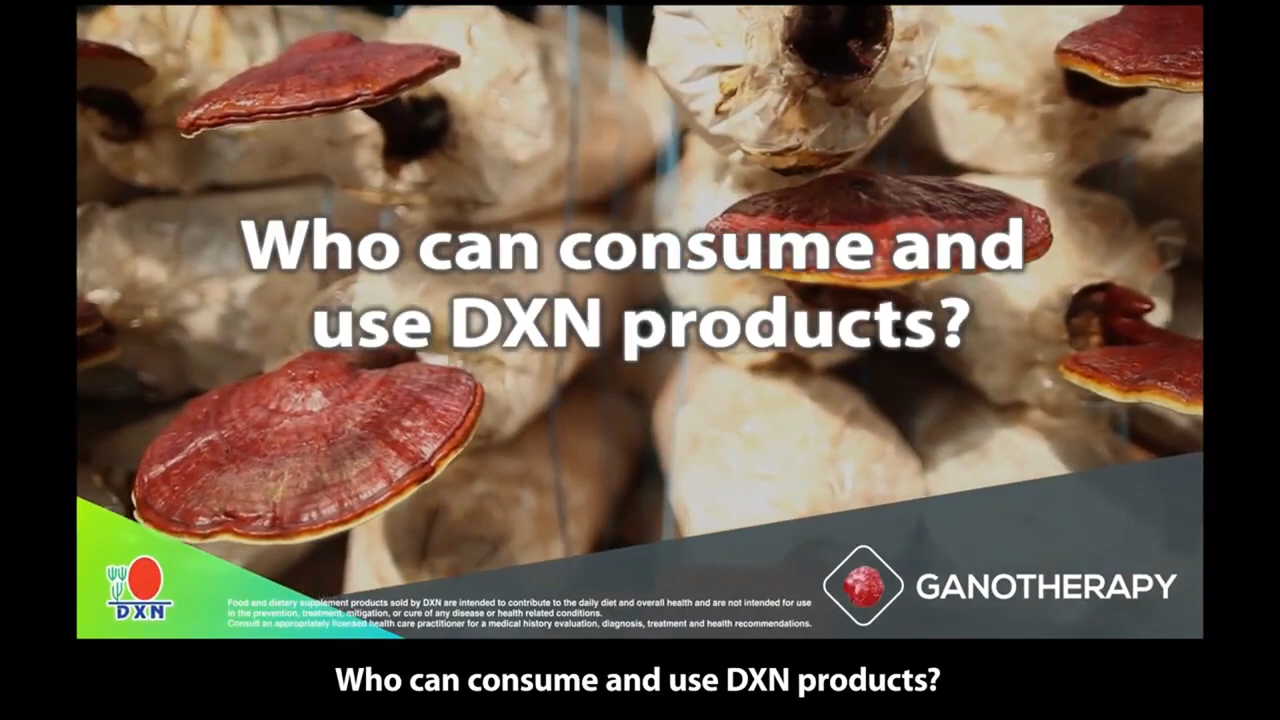 Who can consume and
use DXN products?
DXN
Food and dietary supplement products sold by DXN are intended to contribute to the daily diet and overall health and are not intended for use
in the prevention, treatment, mitigation, or cure of any disease or health related conditions.
Consult an appropriately licensed health care practitioner for a medical history evaluation, diagnosis, treatment and health recommendations.
GANOTHERAPY
Who can consume and use DXN products?